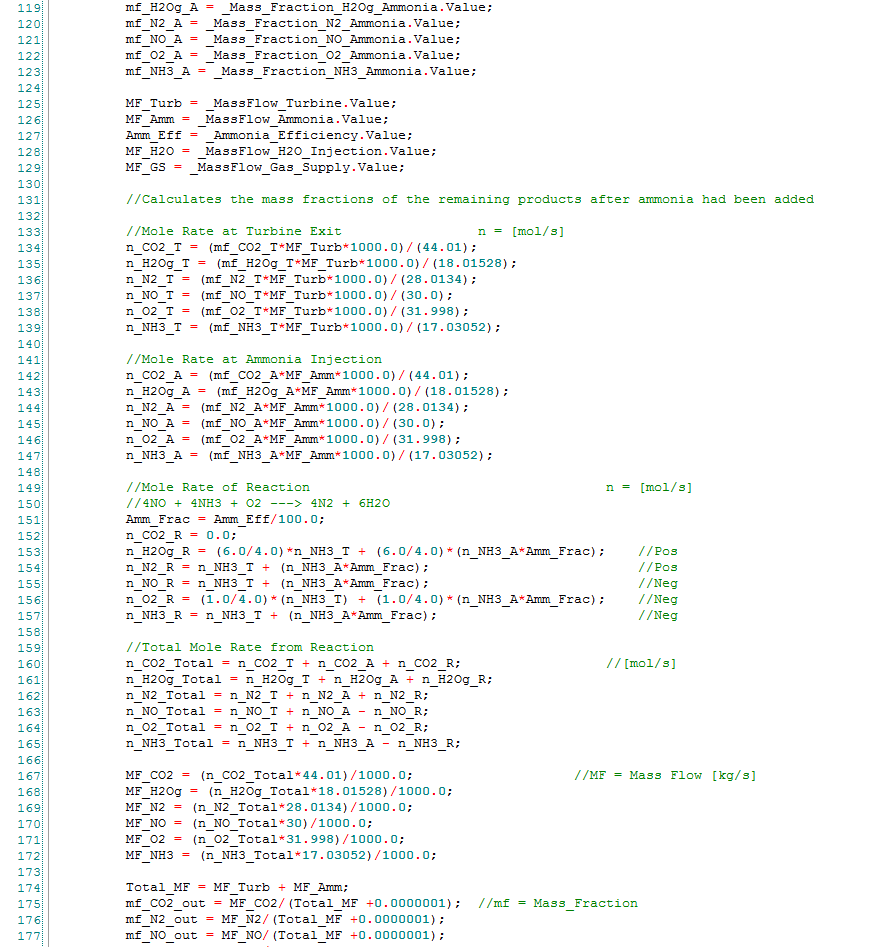 119 mf_H2Og_A = _Mass_Fraction_H2Og_Ammonia.Value;
120 mf_N2_A = _Mass_Fraction_N2_Ammonia.Value;
121 mf_NO_A = _Mass_Fraction_NO_Ammonia.Value;
122 mf_O2_A = _Mass_Fraction_O2_Ammonia.Value;
123 mf_NH3_A = _Mass_Fraction_NH3_Ammonia.Value;
124
125 MF_Turb = _MassFlow_Turbine.Value;
126 MF_Amm = _MassFlow_Ammonia.Value;
127 Amm_Eff = _Ammonia_Efficiency.Value;
128 MF_H2O = _MassFlow_H2O_Injection.Value;
129 MF_GS = _MassFlow_Gas_Supply.Value;
130
131 //Calculates the mass fractions of the remaining products after ammonia had been added
132
133 //Mole Rate at Turbine Exit n = [mol/s]
134 n_CO2_T = (mf_CO2_T*MF_Turb*1000.0)/(44.01);
135 n_H2Og_T = (mf_H2Og_T*MF_Turb*1000.0)/(18.01528);
136 n_N2_T = (mf_N2_T*MF_Turb*1000.0)/(28.0134);
137 n_NO_T = (mf_NO_T*MF_Turb*1000.0)/(30.0);
138 n_O2_T = (mf_O2_T*MF_Turb*1000.0)/(31.998);
139 n_NH3_T = (mf_NH3_T*MF_Turb*1000.0)/(17.03052);
140
141 //Mole Rate at Ammonia Injection
142 n_CO2_A = (mf_CO2_A*MF_Amm*1000.0)/(44.01);
143 n_H2Og_A = (mf_H2Og_A*MF_Amm*1000.0)/(18.01528);
144 n_N2_A = (mf_N2_A*MF_Amm*1000.0)/(28.0134);
145 n_NO_A = (mf_NO_A*MF_Amm*1000.0)/(30.0);
146 n_O2_A = (mf_O2_A*MF_Amm*1000.0)/(31.998);
147 n_NH3_A = (mf_NH3_A*MF_Amm*1000.0)/(17.03052);
148
149 //Mole Rate of Reaction n = [mol/s]
150 //4NO + 4NH3 + O2 ---> 4N2 + 6H2O
151 Amm_Frac = Amm_Eff/100.0;
152 n_CO2_R = 0.0;
153 n_H2Og_R = (6.0/4.0)*n_NH3_T + (6.0/4.0)*(n_NH3_A*Amm_Frac); //Pos
154 n_N2_R = n_NH3_T + (n_NH3_A*Amm_Frac); //Pos
155 n_NO_R = n_NH3_T + (n_NH3_A*Amm_Frac); //Neg
156 n_O2_R = (1.0/4.0)*(n_NH3_T) + (1.0/4.0)*(n_NH3_A*Amm_Frac); //Neg
157 n_NH3_R = n_NH3_T + (n_NH3_A*Amm_Frac); //Neg
158
159 //Total Mole Rate from Reaction
160 n_CO2_Total = n_CO2_T + n_CO2_A + n_CO2_R; //[mol/s]
161 n_H2Og_Total = n_H2Og_T + n_H2Og_A + n_H2Og_R;
162 n_N2_Total = n_N2_T + n_N2_A + n_N2_R;
163 n_NO_Total = n_NO_T + n_NO_A - n_NO_R;
164 n_O2_Total = n_O2_T + n_O2_A - n_O2_R;
165 n_NH3_Total = n_NH3_T + n_NH3_A - n_NH3_R;
166
167 MF_CO2 = (n_CO2_Total*44.01)/1000.0; //MF = Mass Flow [kg/s]
168 MF_H2Og = (n_H2Og_Total*18.01528)/1000.0;
169 MF_N2 = (n_N2_Total*28.0134)/1000.0;
170 MF_NO = (n_NO_Total*30)/1000.0;
171 MF_O2 = (n_O2_Total*31.998)/1000.0;
172 MF_NH3 = (n_NH3_Total*17.03052)/1000.0;
173
174 Total_MF = MF_Turb + MF_Amm;
175 mf_CO2_out = MF_CO2/(Total_MF +0.0000001); //mf = Mass_Fraction
176 mf_N2_out = MF_N2/(Total_MF +0.0000001);
177 mf_NO_out = MF_NO/(Total_MF +0.0000001);